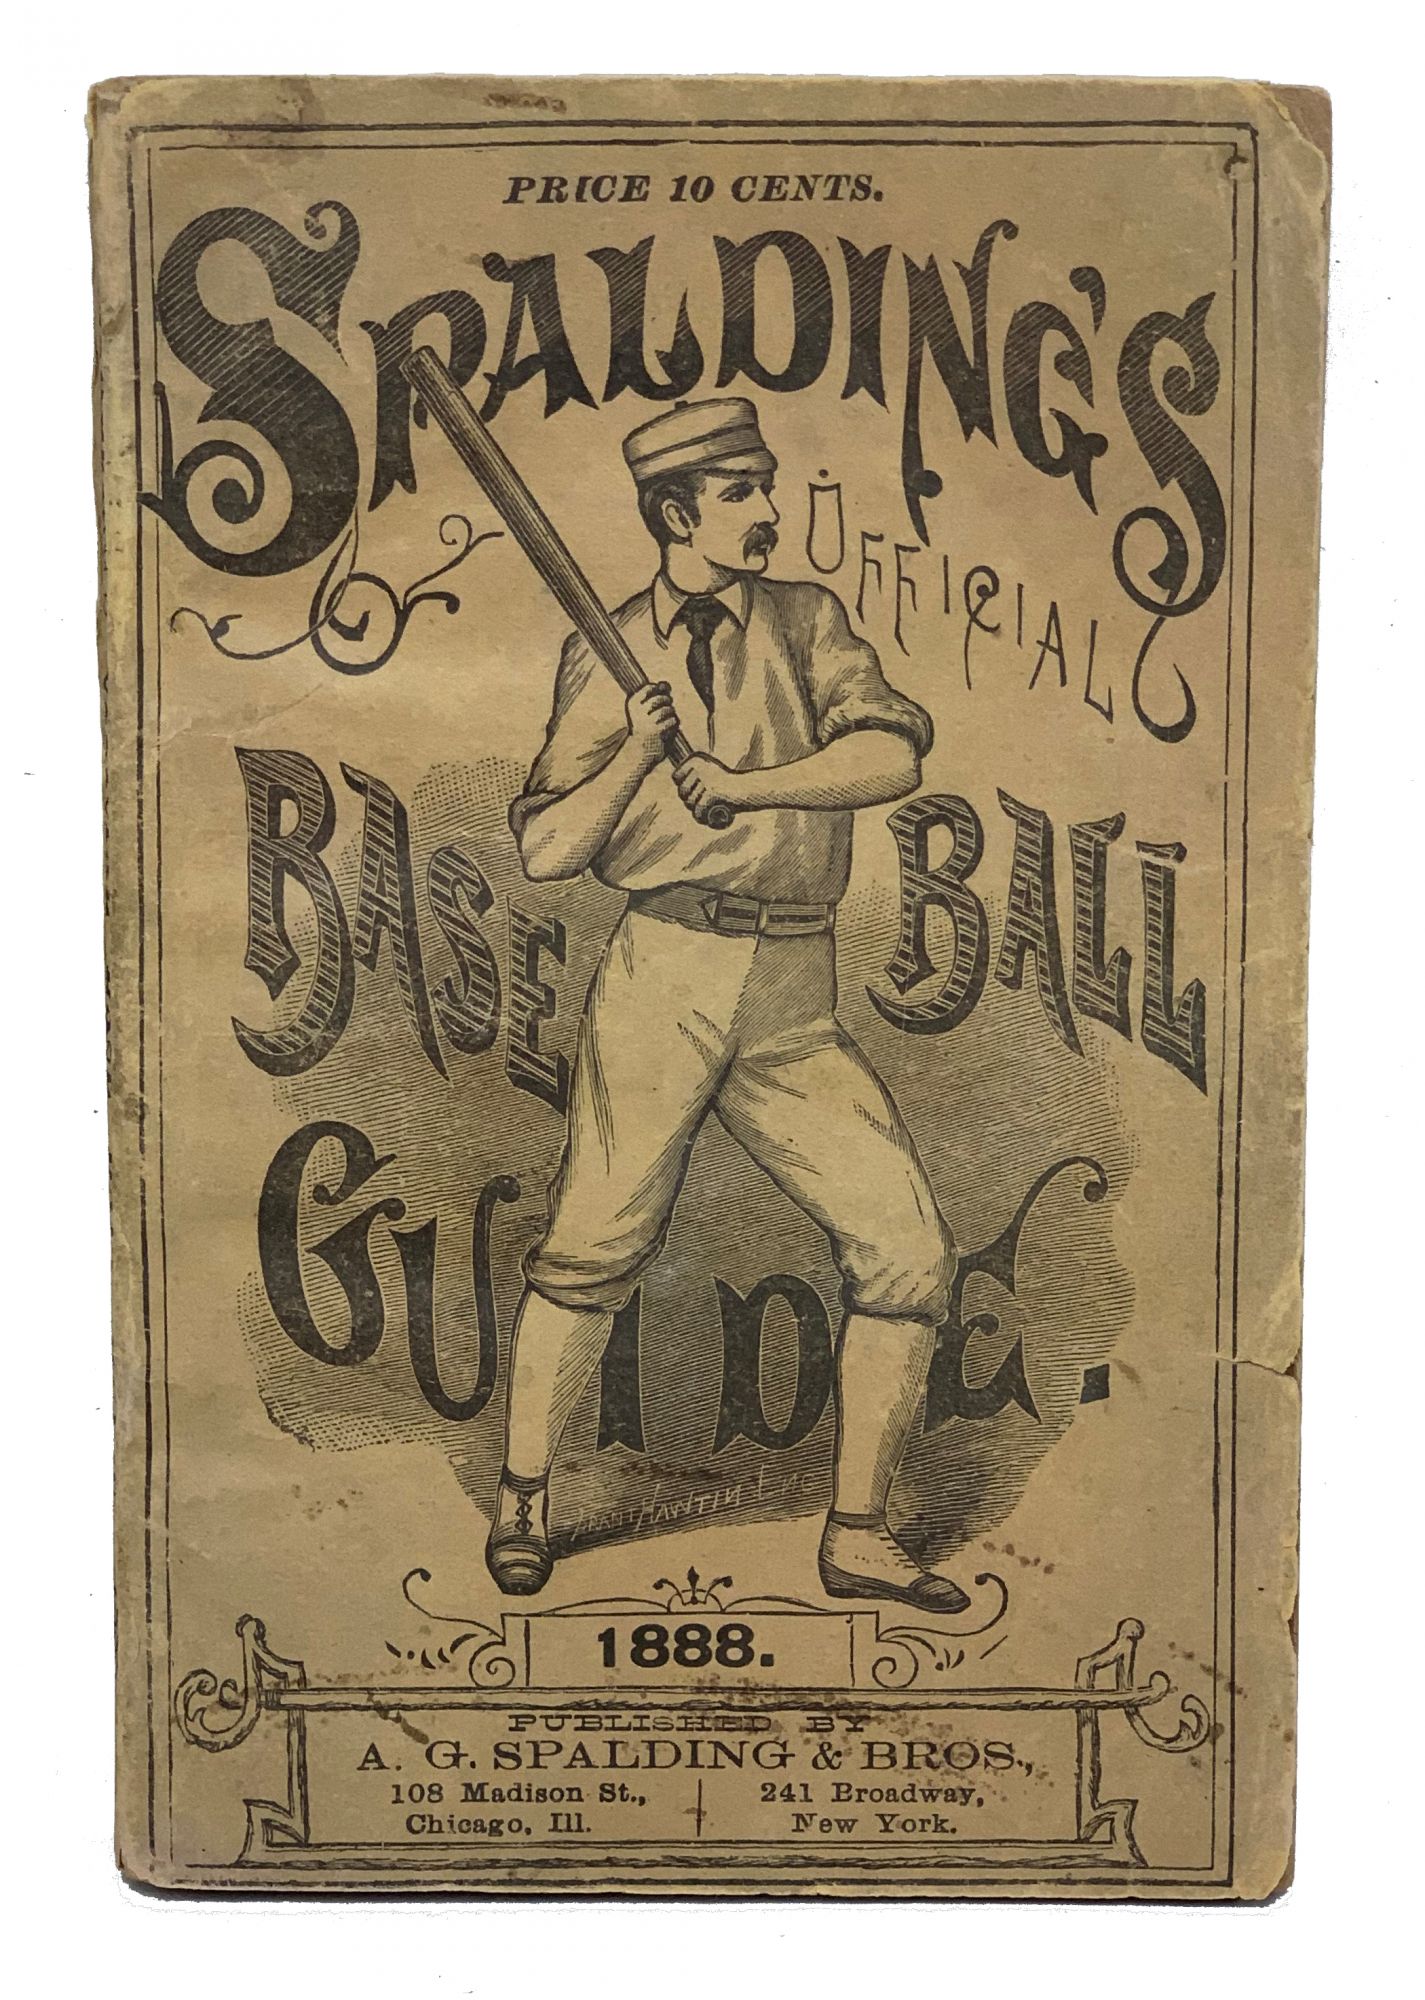 PRICE 10 CENTS.
SPALDING'S
OFFICIAL
BASE BALL
GUIDE.
1888.
PUBLISHED BY
A. G. SPALDING & BROS.,
108 Madison St., 241 Broadway,
Chicago, Ill. New York.